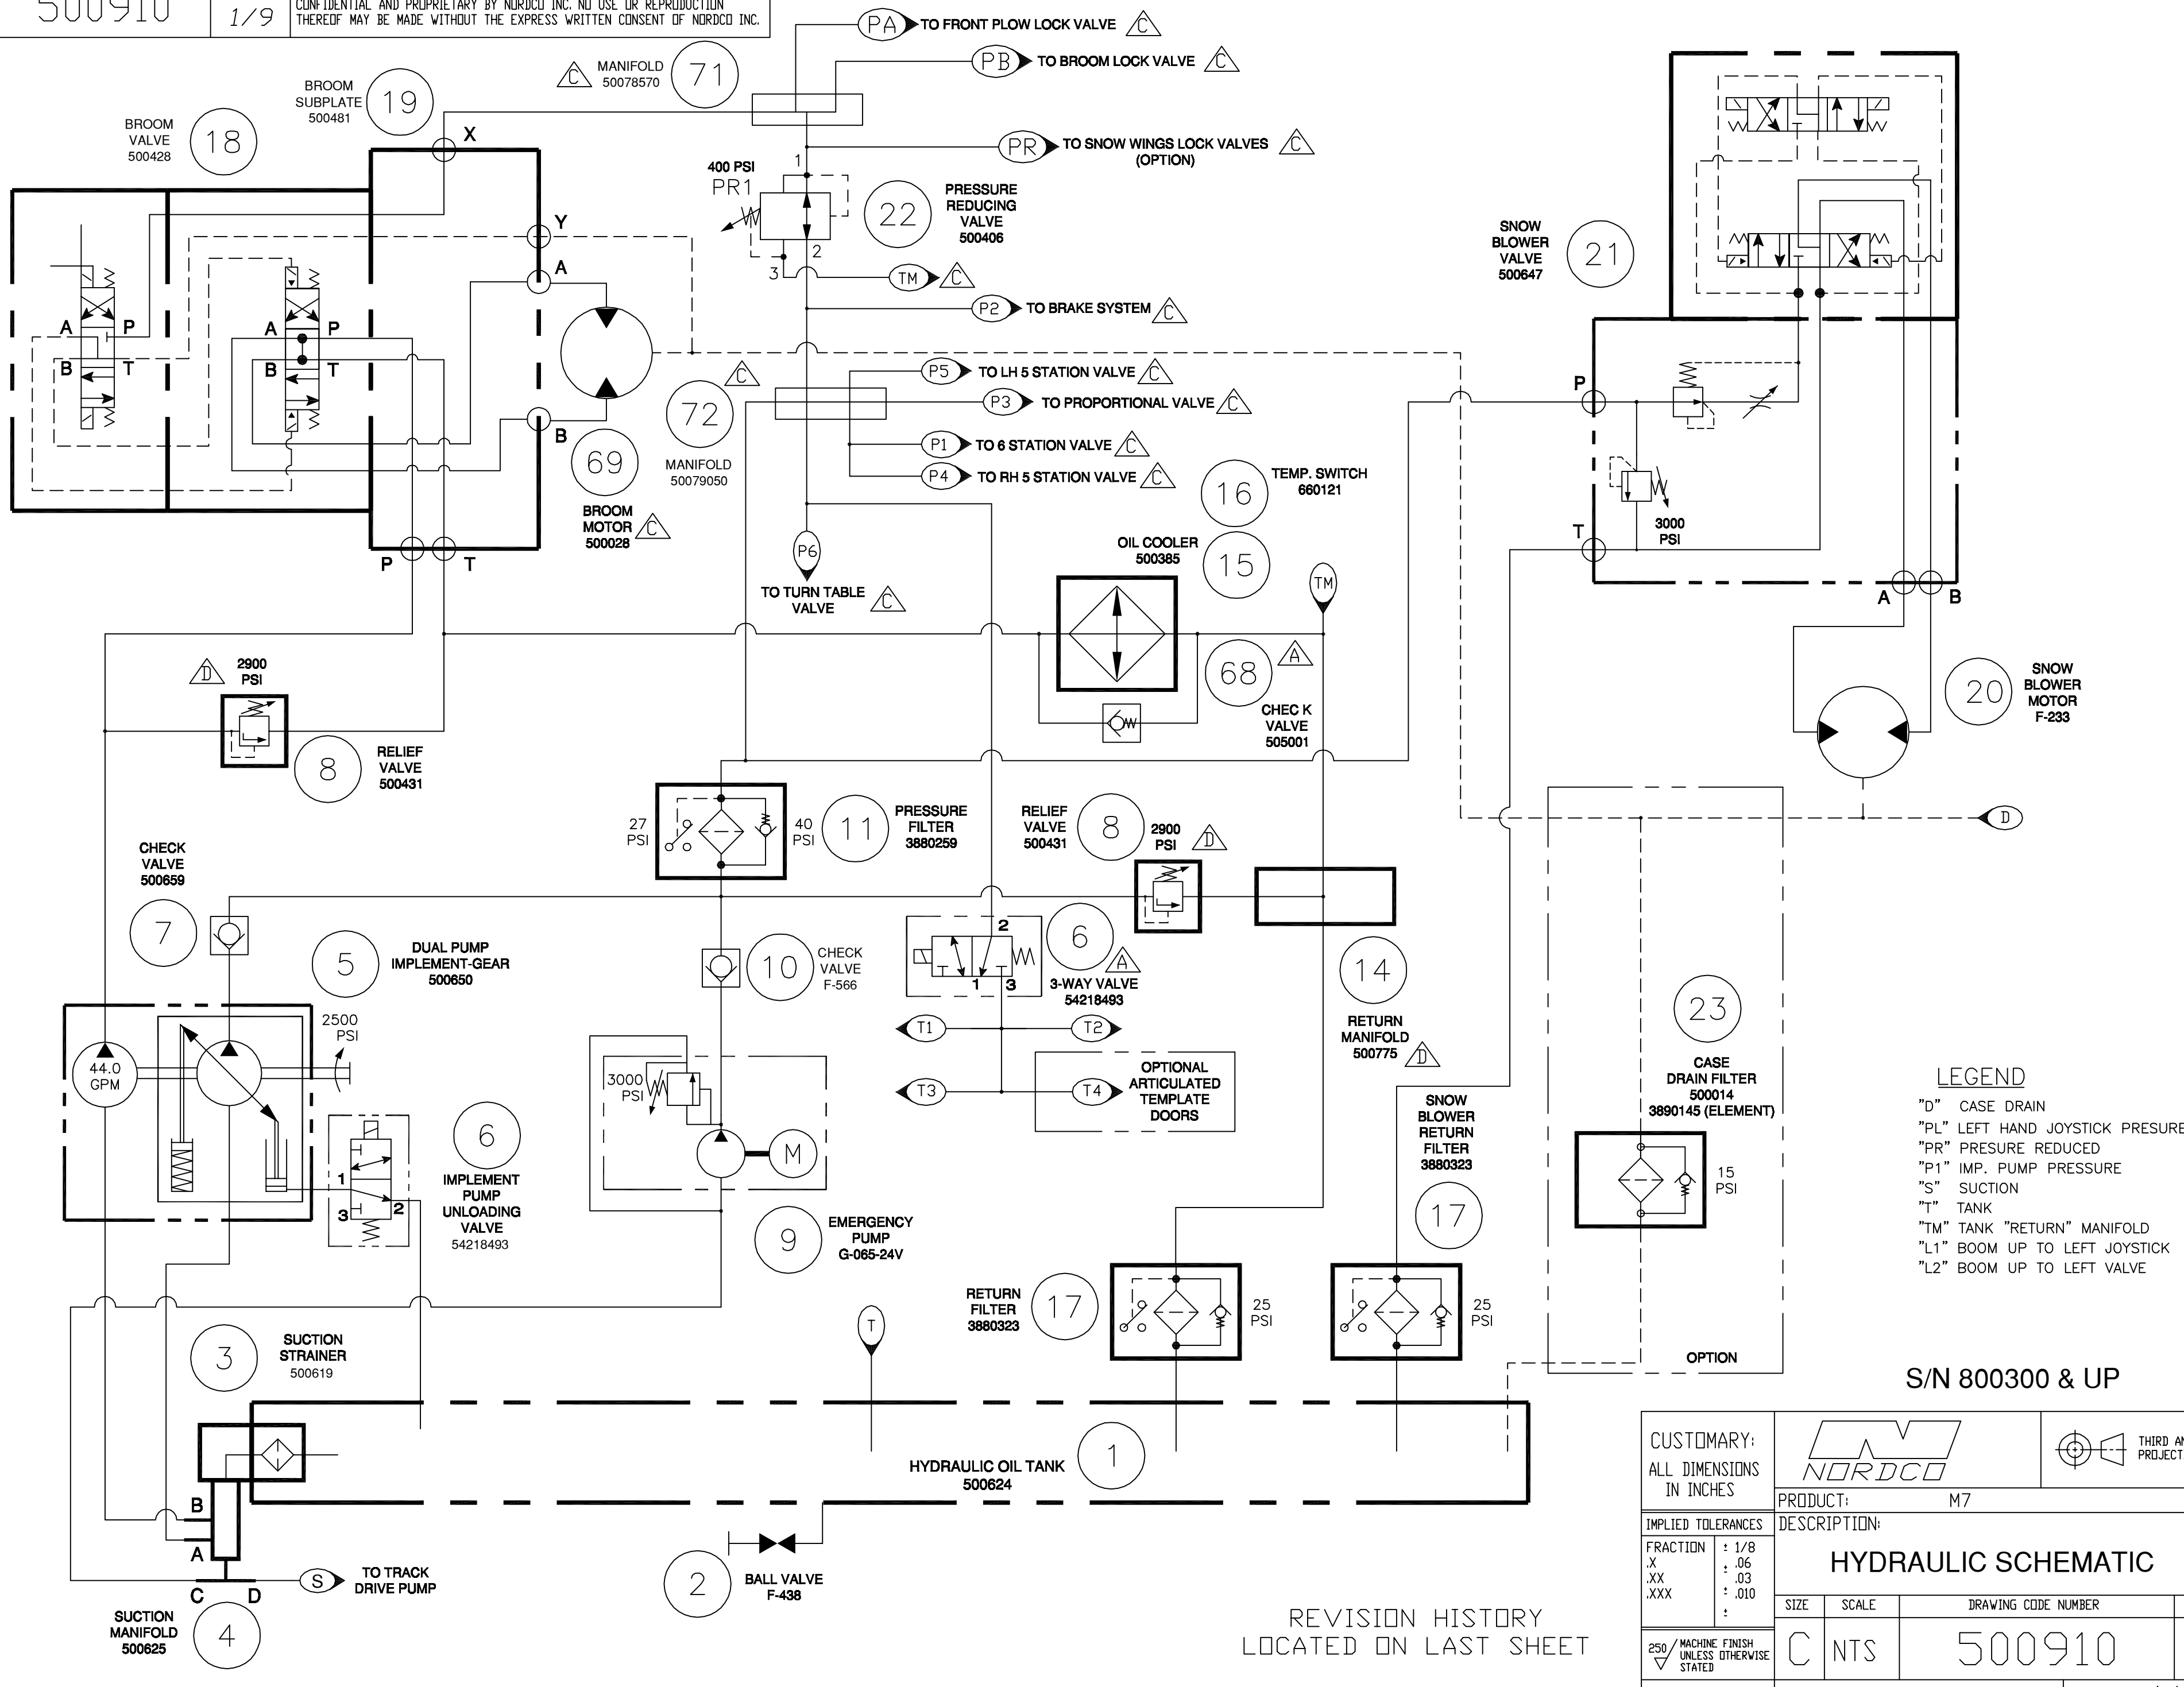 500910
1/9
CONFIDENTIAL AND PROPRIETARY BY NORDCO INC. NO USE OR REPRODUCTION
THEREOF MAY BE MADE WITHOUT THE EXPRESS WRITTEN CONSENT OF NORDCO INC.
PA TO FRONT PLOW LOCK VALVE C
PB TO BROOM LOCK VALVE C
C MANIFOLD
50078570
71
BROOM
SUBPLATE
500481
19
BROOM
VALVE
500428
18
X
PR TO SNOW WINGS LOCK VALVES
(OPTION)
C
400 PSI
PR1
1
2
3
22
PRESSURE
REDUCING
VALVE
500406
TM C
P2 TO BRAKE SYSTEM C
Y
A
B
A P
B T
A P
B T
P T
69
BROOM
MOTOR
500028
C
C
72
MANIFOLD
50079050
P5 TO LH 5 STATION VALVE C
P3 TO PROPORTIONAL VALVE C
P1 TO 6 STATION VALVE C
P4 TO RH 5 STATION VALVE C
P6
TO TURN TABLE
VALVE
C
16
TEMP. SWITCH
660121
OIL COOLER
500385
15
TM
68
A
CHEC K
VALVE
505001
SNOW
BLOWER
VALVE
500647
21
P
T
3000
PSI
A B
20
SNOW
BLOWER
MOTOR
F-233
D
D
2900
PSI
8
RELIEF
VALVE
500431
27
PSI
40
PSI
11
PRESSURE
FILTER
3880259
RELIEF
VALVE
500431
8
2900
PSI
D
CHECK
VALVE
500659
7
5
DUAL PUMP
IMPLEMENT-GEAR
500650
2500
PSI
44.0
GPM
10
CHECK
VALVE
F-566
2
1 3
6
A
3-WAY VALVE
54218493
T1 T2
T3 T4
OPTIONAL
ARTICULATED
TEMPLATE
DOORS
14
RETURN
MANIFOLD
500775
D
23
CASE
DRAIN FILTER
500014
3890145 (ELEMENT)
15
PSI
OPTION
LEGEND
"D" CASE DRAIN
"PL" LEFT HAND JOYSTICK PRESURE
"PR" PRESURE REDUCED
"P1" IMP. PUMP PRESSURE
"S" SUCTION
"T" TANK
"TM" TANK "RETURN" MANIFOLD
"L1" BOOM UP TO LEFT JOYSTICK
"L2" BOOM UP TO LEFT VALVE
1
2
3
6
IMPLEMENT
PUMP
UNLOADING
VALVE
54218493
3000
PSI
M
9
EMERGENCY
PUMP
G-065-24V
SNOW
BLOWER
RETURN
FILTER
3880323
17
RETURN
FILTER
3880323
17
25
PSI
25
PSI
3
SUCTION
STRAINER
500619
T
HYDRAULIC OIL TANK
500624
1
B
A
C D
S TO TRACK
DRIVE PUMP
SUCTION
MANIFOLD
500625
4
2
BALL VALVE
F-438
REVISION HISTORY
LOCATED ON LAST SHEET
S/N 800300 & UP
CUSTOMARY:
ALL DIMENSIONS
IN INCHES
NORDCO
THIRD
PROJECT
PRODUCT: M7
IMPLIED TOLERANCES
FRACTION ± 1/8
.X ± .06
.XX ± .03
.XXX ± .010
±
DESCRIPTION:
HYDRAULIC SCHEMATIC
SIZE SCALE DRAWING CODE NUMBER
C NTS 500910
250 MACHINE FINISH
UNLESS OTHERWISE
STATED